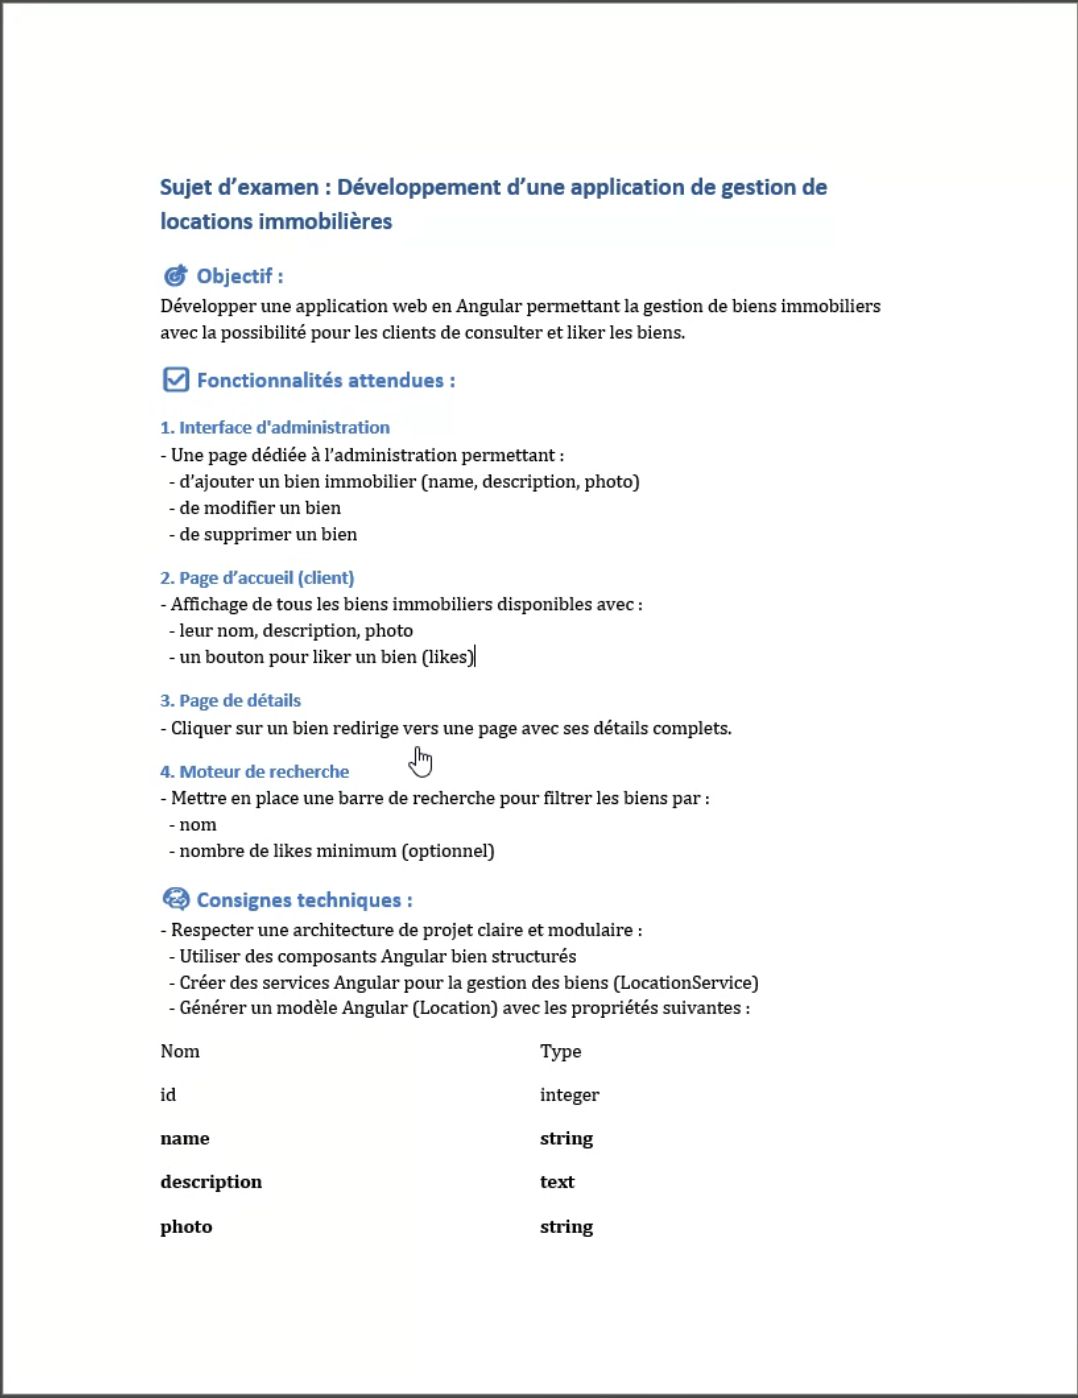 Sujet d’examen : Développement d’une application de gestion de
locations immobilières
Objectif :
Développer une application web en Angular permettant la gestion de biens immobiliers
avec la possibilité pour les clients de consulter et liker les biens.
Fonctionnalités attendues :
1. Interface d'administration
- Une page dédiée à l’administration permettant :
- d’ajouter un bien immobilier (name, description, photo)
- de modifier un bien
- de supprimer un bien
2. Page d’accueil (client)
- Affichage de tous les biens immobiliers disponibles avec :
- leur nom, description, photo
- un bouton pour liker un bien (likes)
3. Page de détails
- Cliquer sur un bien redirige vers une page avec ses détails complets.
4. Moteur de recherche
- Mettre en place une barre de recherche pour filtrer les biens par :
- nom
- nombre de likes minimum (optionnel)
Consignes techniques :
- Respecter une architecture de projet claire et modulaire :
- Utiliser des composants Angular bien structurés
- Créer des services Angular pour la gestion des biens (LocationService)
- Générer un modèle Angular (Location) avec les propriétés suivantes :
Nom Type
id integer
name string
description text
photo string